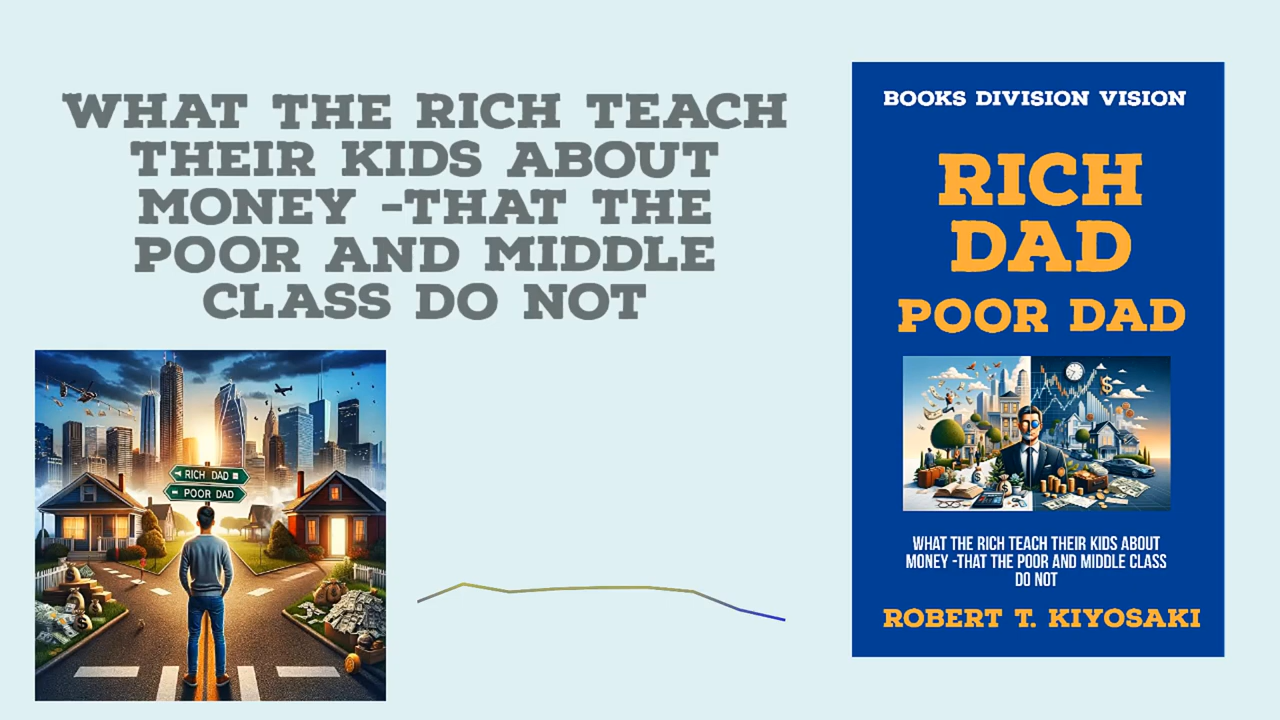 WHAT THE RICH TEACH
THEIR KIDS ABOUT
MONEY -THAT THE
POOR AND MIDDLE
CLASS DO NOT
RICH DAD
POOR DAD
BOOKS DIVISION VISION
RICH
DAD
POOR DAD
$
WHAT THE RICH TEACH THEIR KIDS ABOUT
MONEY -THAT THE POOR AND MIDDLE CLASS
DO NOT
ROBERT T. KIYOSAKI